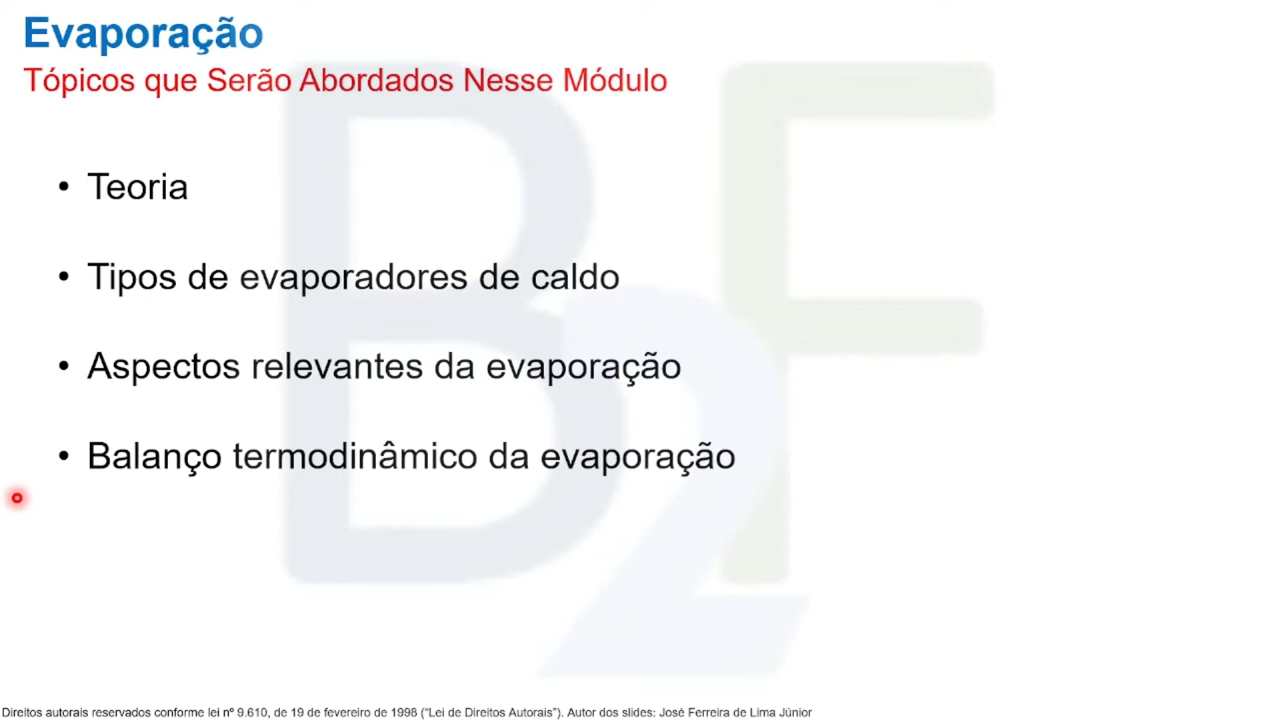 Evaporação
Tópicos que Serão Abordados Nesse Módulo
• Teoria
• Tipos de evaporadores de caldo
• Aspectos relevantes da evaporação
• Balanço termodinâmico da evaporação
B2F
Direitos autorais reservados conforme lei nº 9.610, de 19 de fevereiro de 1998 (“Lei de Direitos Autorais”). Autor dos slides: José Ferreira de Lima Júnior